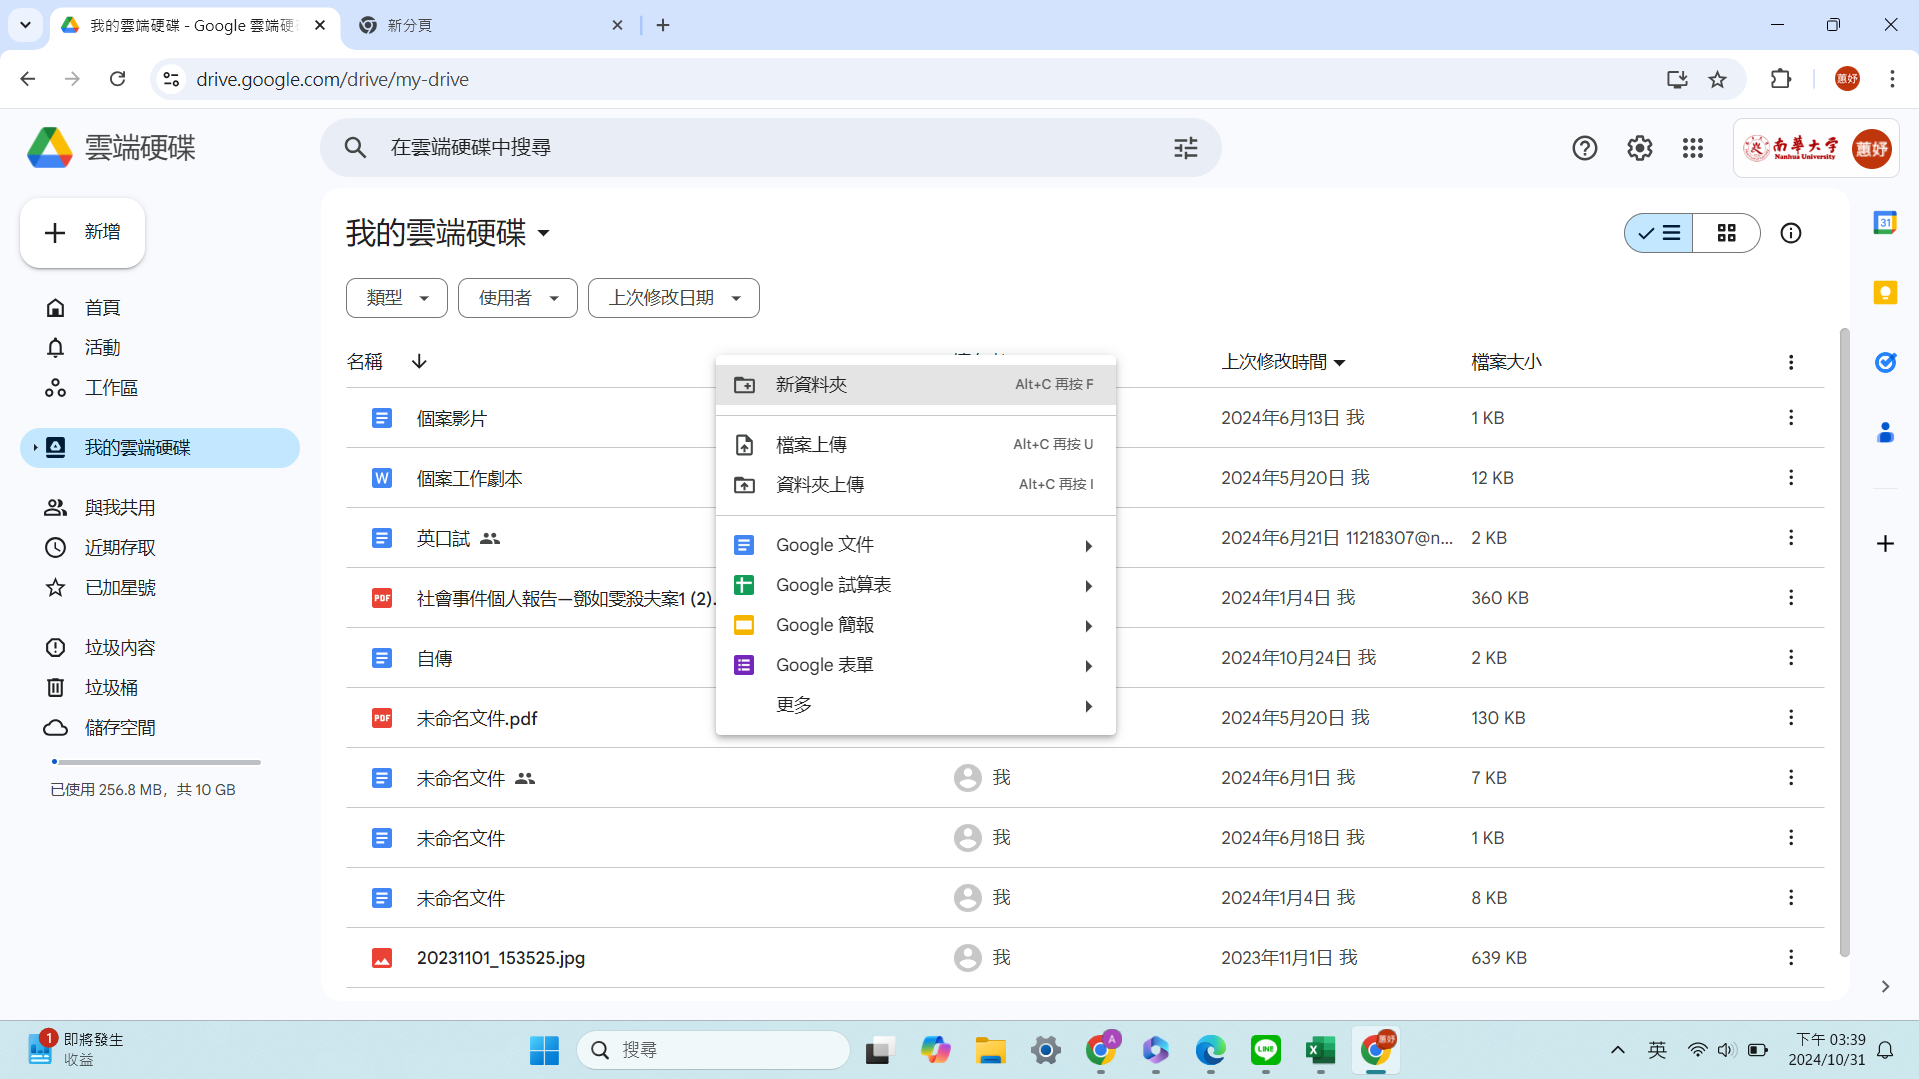 我的雲端硬碟 - Google 雲端硬
新分頁
drive.google.com/drive/my-drive
蕙妤
雲端硬碟
在雲端硬碟中搜尋
南華大學
Nanhua University
蕙妤
新增
我的雲端硬碟
31
類型
使用者
上次修改日期
首頁
活動
工作區
我的雲端硬碟
與我共用
近期存取
已加星號
垃圾內容
垃圾桶
儲存空間
已使用 256.8 MB，共 10 GB
名稱
上次修改時間
檔案大小
新資料夾 Alt+C 再按 F
檔案上傳 Alt+C 再按 U
資料夾上傳 Alt+C 再按 I
Google 文件
Google 試算表
Google 簡報
Google 表單
更多
個案影片 2024年6月13日 我 1 KB
W 個案工作劇本 2024年5月20日 我 12 KB
英口試 2024年6月21日 11218307@n... 2 KB
PDF 社會事件個人報告—鄧如雯殺夫案1 (2). 2024年1月4日 我 360 KB
自傳 2024年10月24日 我 2 KB
PDF 未命名文件.pdf 2024年5月20日 我 130 KB
未命名文件 我 2024年6月1日 我 7 KB
未命名文件 我 2024年6月18日 我 1 KB
未命名文件 我 2024年1月4日 我 8 KB
20231101_153525.jpg 我 2023年11月1日 我 639 KB
1
即將發生
收益
搜尋
A
LINE
X
蕙妤
英
下午 03:39
2024/10/31